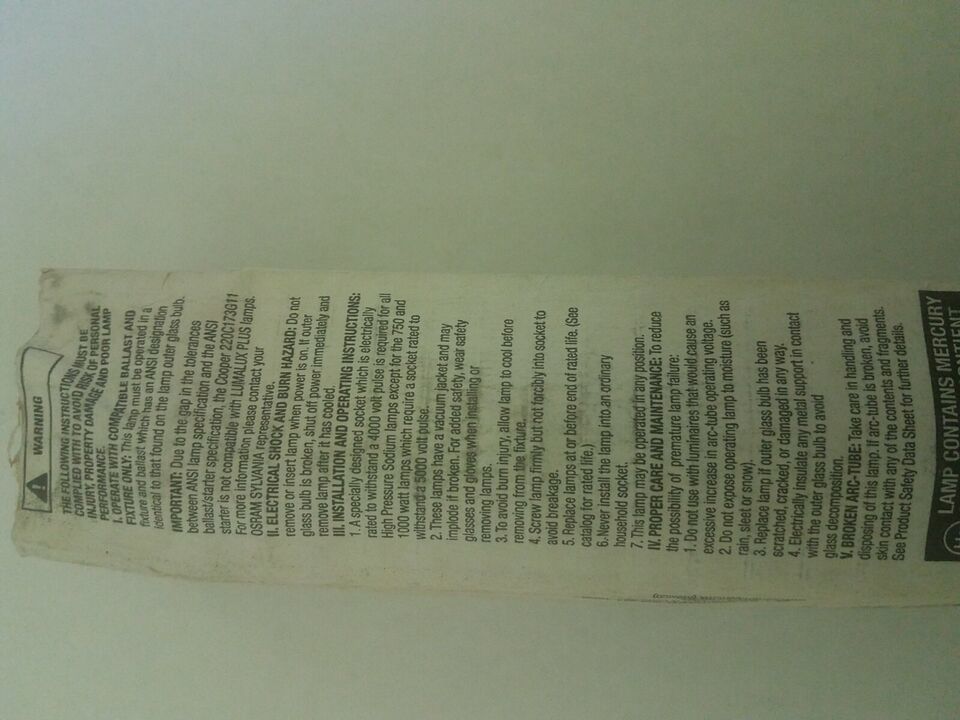 WARNING
THE FOLLOWING INSTRUCTIONS MUST BE
COMPLIED WITH TO AVOID RISK OF PERSONAL
INJURY, PROPERTY DAMAGE AND POOR LAMP
PERFORMANCE.
I. OPERATE WITH COMPATIBLE BALLAST AND
FIXTURE ONLY: This lamp must be operated in a
fixture and ballast which has an ANSI designation
identical to that found on the lamp outer glass bulb.
IMPORTANT: Due to the gap in the tolerances
between ANSI lamp specification and the ANSI
ballast/starter specification, the Cooper 220C173G11
starter is not compatible with LUMALUX PLUS lamps.
For more information please contact your
OSRAM SYLVANIA representative.
II. ELECTRICAL SHOCK AND BURN HAZARD: Do not
remove or insert lamp when power is on. If outer
glass bulb is broken, shut off power immediately and
remove lamp after it has cooled.
III. INSTALLATION AND OPERATING INSTRUCTIONS:
1. A specially designed socket which is electrically
rated to withstand a 4000 volt pulse is required for all
High Pressure Sodium lamps except for the 750 and
1000 watt lamps which require a socket rated to
withstand a 5000 volt pulse.
2. These lamps have a vacuum jacket and may
implode if broken. For added safety, wear safety
glasses and gloves when installing or
removing lamps.
3. To avoid burn injury, allow lamp to cool before
removing from the fixture.
4. Screw lamp firmly but not forcibly into socket to
avoid breakage.
5. Replace lamps at or before end of rated life. (See
catalog for rated life.)
6. Never install the lamp into an ordinary
household socket.
7. This lamp may be operated in any position.
IV. PROPER CARE AND MAINTENANCE: To reduce
the possibility of premature lamp failure:
1. Do not use with luminaires that would cause an
excessive increase in arc-tube operating voltage.
2. Do not expose operating lamp to moisture (such as
rain, sleet or snow).
3. Replace lamp if outer glass bulb has been
scratched, cracked, or damaged in any way.
4. Electrically insulate any metal support in contact
with the outer glass bulb to avoid
glass decomposition.
V. BROKEN ARC-TUBE: Take care in handling and
disposing of this lamp. If arc-tube is broken, avoid
skin contact with any of the contents and fragments.
See Product Safety Data Sheet for further details.
LAMP CONTAINS MERCURY